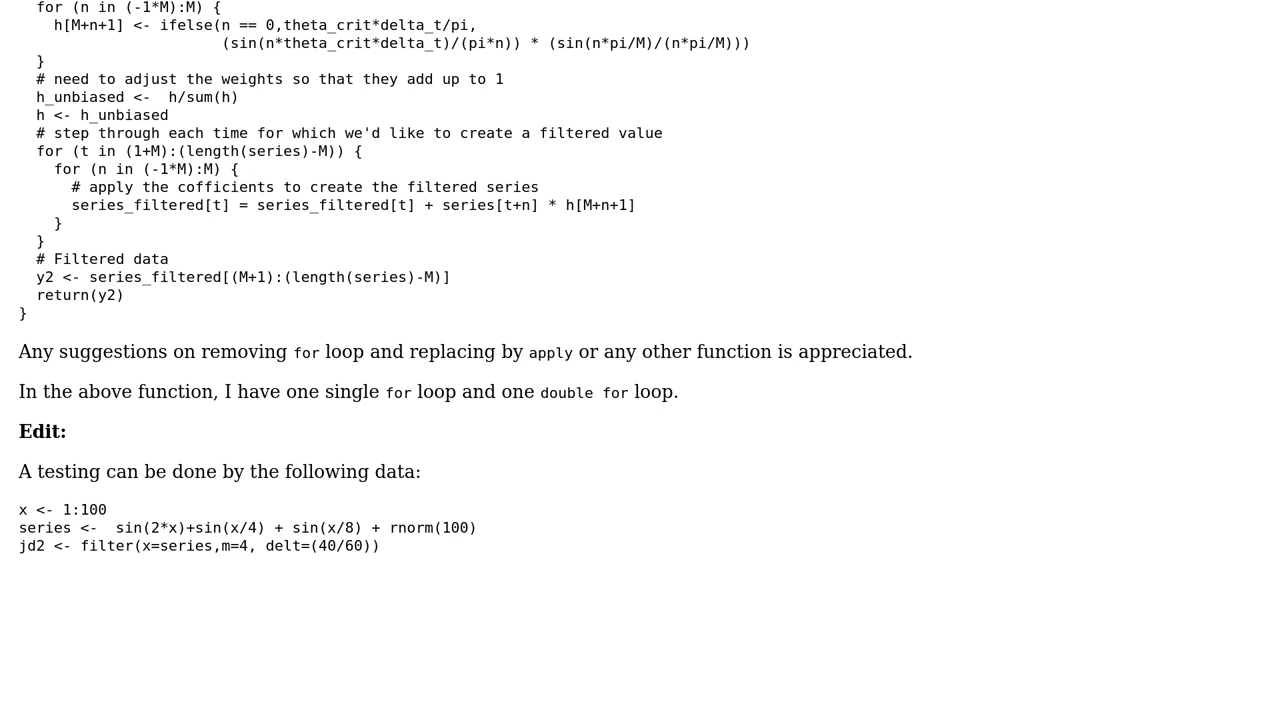 for (n in (-1*M):M) {
h[M+n+1] <- ifelse(n == 0,theta_crit*delta_t/pi,
(sin(n*theta_crit*delta_t)/(pi*n)) * (sin(n*pi/M)/(n*pi/M)))
}
# need to adjust the weights so that they add up to 1
h_unbiased <-  h/sum(h)
h <- h_unbiased
# step through each time for which we'd like to create a filtered value
for (t in (1+M):(length(series)-M)) {
for (n in (-1*M):M) {
# apply the cofficients to create the filtered series
series_filtered[t] = series_filtered[t] + series[t+n] * h[M+n+1]
}
}
# Filtered data
y2 <- series_filtered[(M+1):(length(series)-M)]
return(y2)
}
Any suggestions on removing for loop and replacing by apply or any other function is appreciated.
In the above function, I have one single for loop and one double for loop.
Edit:
A testing can be done by the following data:
x <- 1:100
series <-  sin(2*x)+sin(x/4) + sin(x/8) + rnorm(100)
jd2 <- filter(x=series,m=4, delt=(40/60))